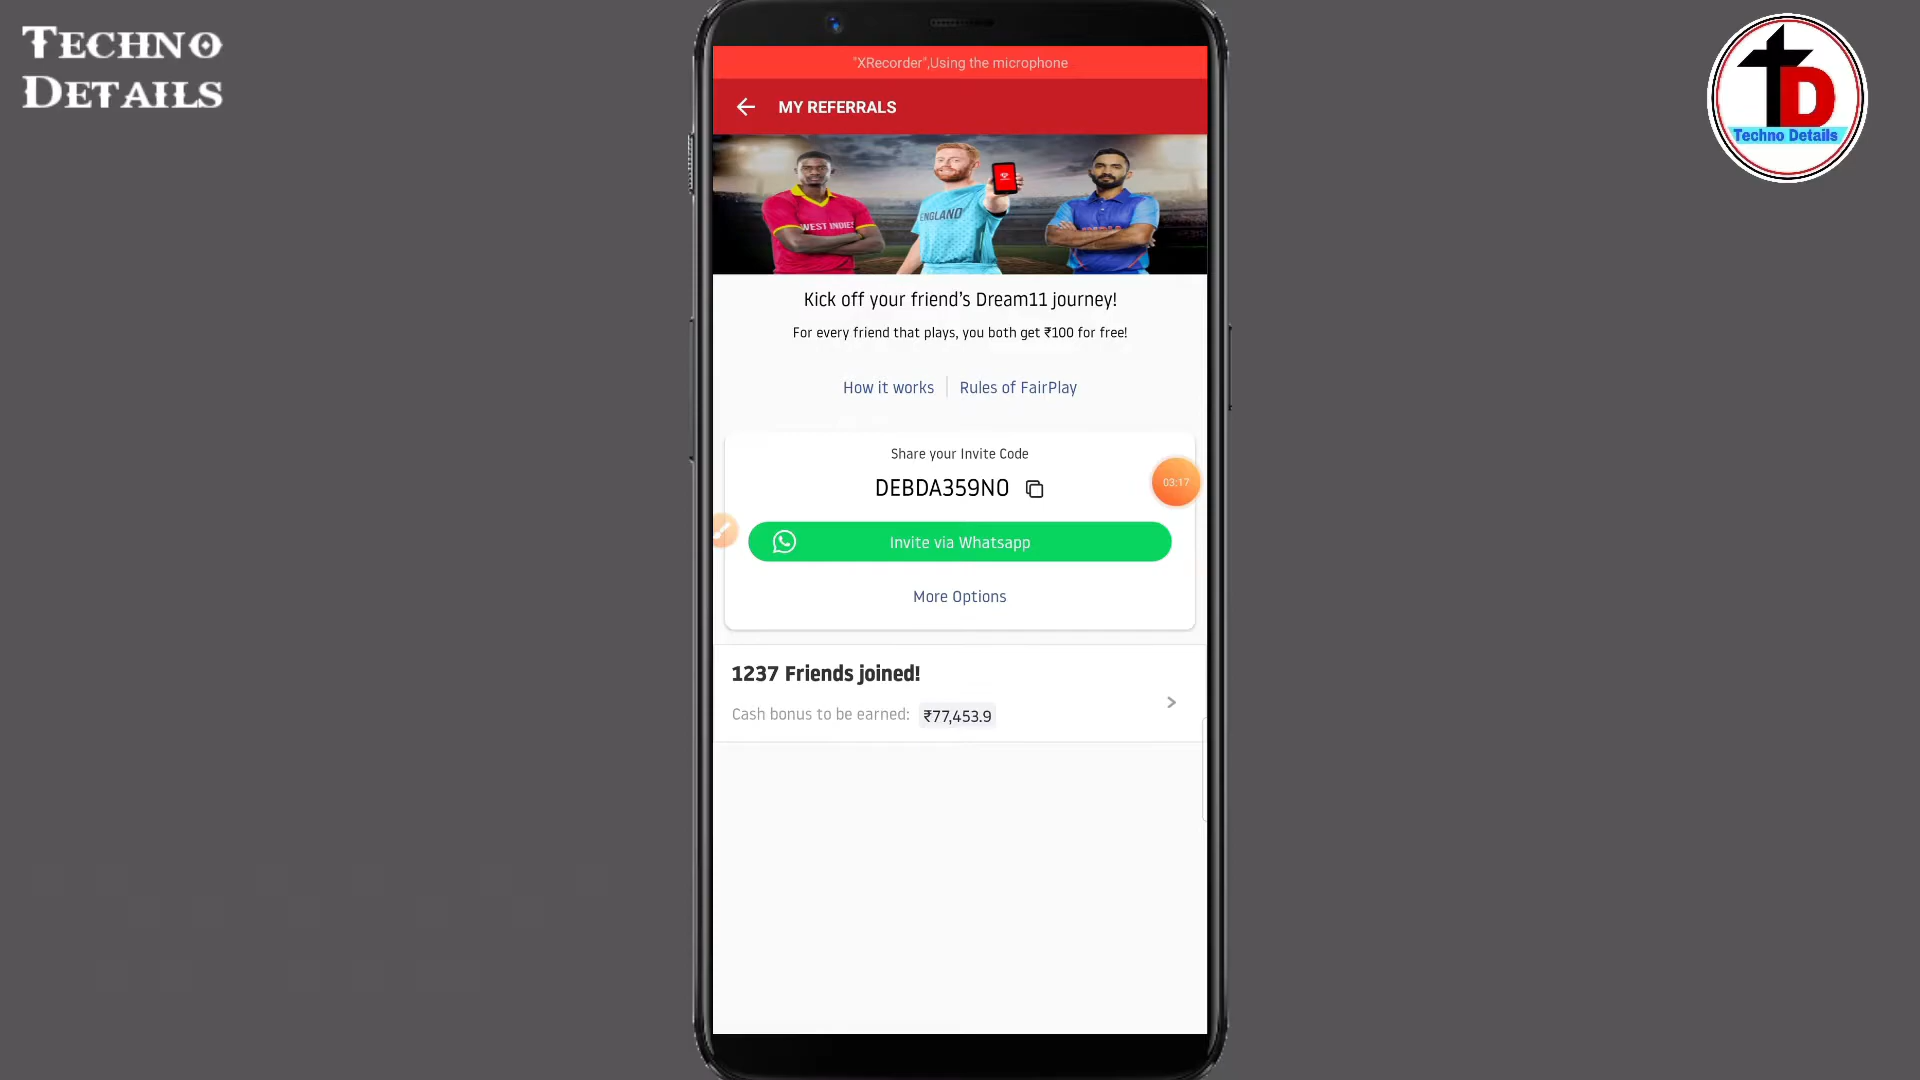 TECHNO
DETAILS
TD
Techno Details
"XRecorder",Using the microphone
MY REFERRALS
WEST INDIES
ENGLAND
Kick off your friend's Dream11 journey!
For every friend that plays, you both get ₹100 for free!
How it works
Rules of FairPlay
Share your Invite Code
DEBDA359NO
03:17
Invite via Whatsapp
More Options
1237 Friends joined!
Cash bonus to be earned: ₹77,453.9